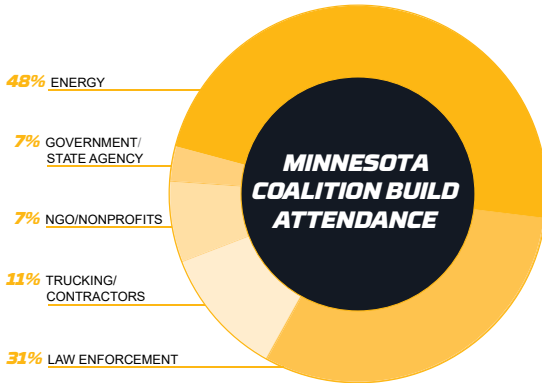 48% ENERGY
7% GOVERNMENT/
STATE AGENCY
7% NGO/NONPROFITS
11% TRUCKING/
CONTRACTORS
31% LAW ENFORCEMENT
MINNESOTA
COALITION BUILD
ATTENDANCE